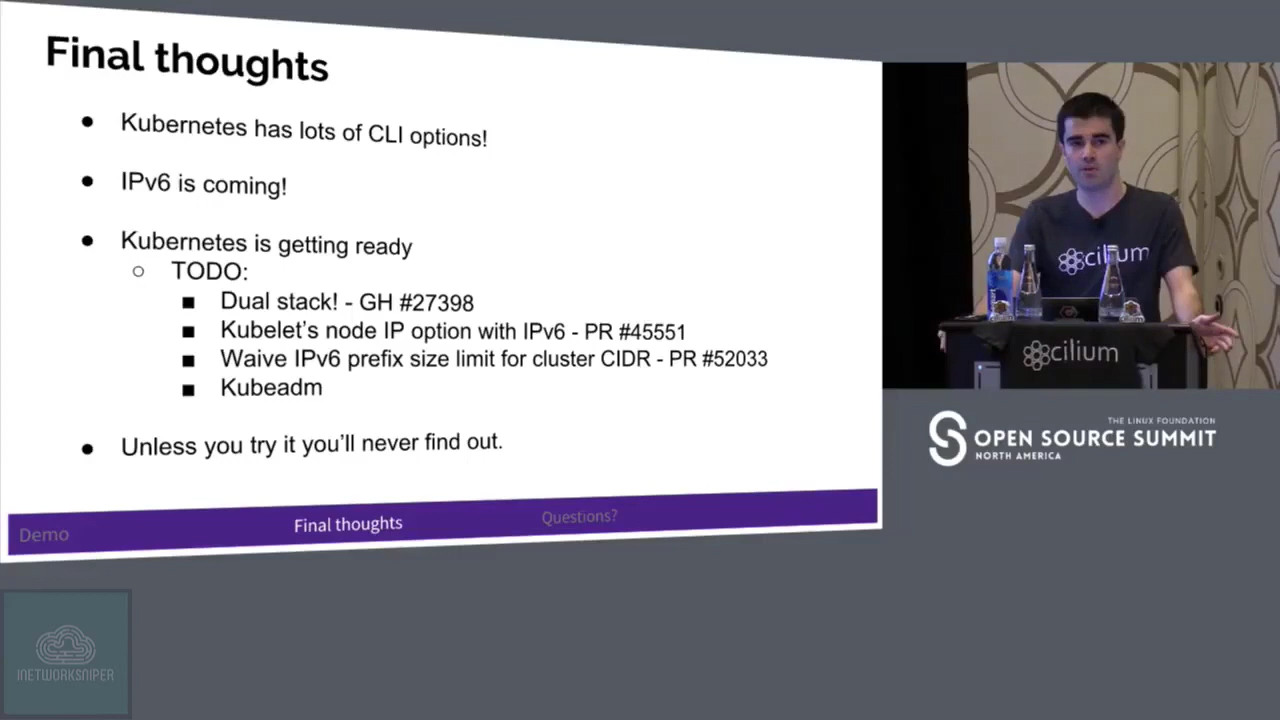 Final thoughts
● Kubernetes has lots of CLI options!
● IPv6 is coming!
● Kubernetes is getting ready
○ TODO:
■ Dual stack! - GH #27398
■ Kubelet's node IP option with IPv6 - PR #45551
■ Waive IPv6 prefix size limit for cluster CIDR - PR #52033
■ Kubeadm
● Unless you try it you'll never find out.
Demo Final thoughts Questions?
cilium
cilium
THE LINUX FOUNDATION
OPEN SOURCE SUMMIT
NORTH AMERICA
INETWORKSNIPER